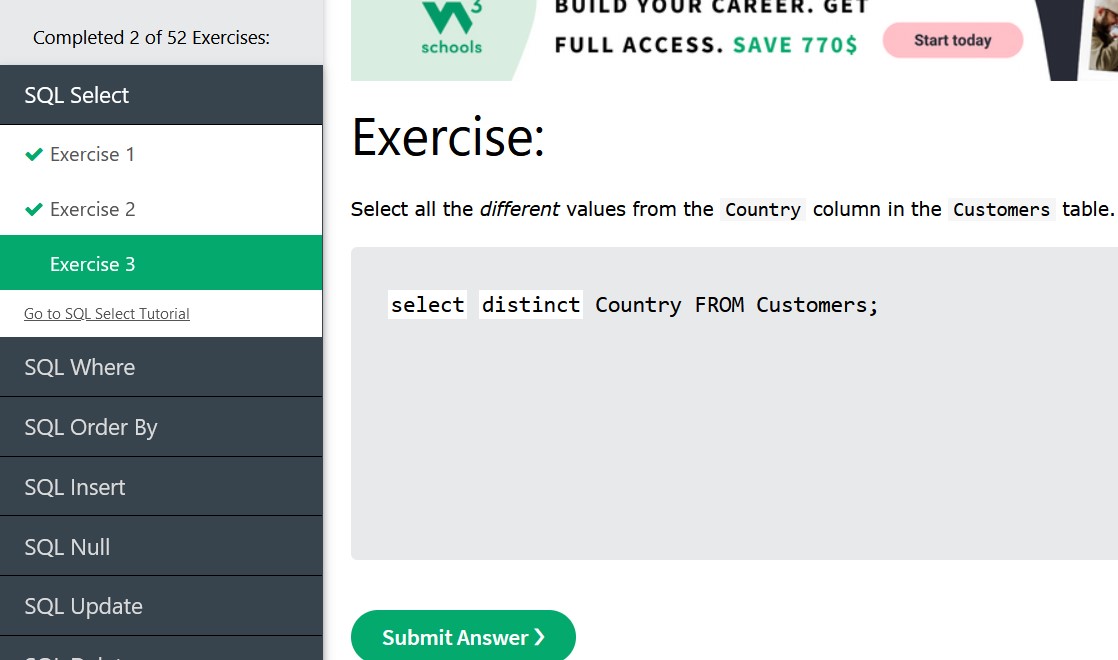 Completed 2 of 52 Exercises:
SQL Select
Exercise 1
Exercise 2
Exercise 3
Go to SQL Select Tutorial
SQL Where
SQL Order By
SQL Insert
SQL Null
SQL Update
3
schools
BUILD YOUR CAREER. GET
FULL ACCESS. SAVE 770$
Start today
Exercise:
Select all the different values from the Country column in the Customers table.
select distinct Country FROM Customers;
Submit Answer ❯